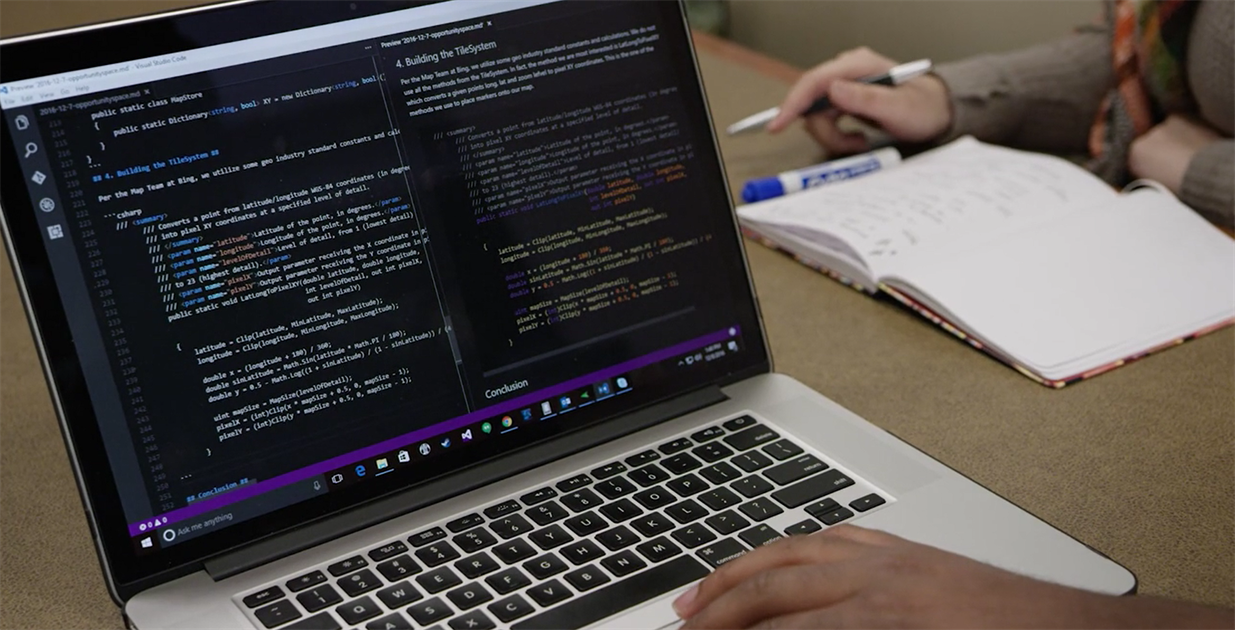 Preview '2016-12-7-opportunityspace.md' - Visual Studio Code
File Edit View Go Help
2016-12-7-opportunityspace.md
public static class MapStore
{
public static Dictionary<string, bool> XY = new Dictionary<string, bool>(
}
}
```
## 4. Building the TileSystem ##
Per the Map Team at Bing, we utilize some geo industry standard constants and calc
```csharp
/// <summary>
/// Converts a point from latitude/longitude WGS-84 coordinates (in degree
/// into pixel XY coordinates at a specified level of detail.
/// </summary>
/// <param name="latitude">Latitude of the point, in degrees.</param>
/// <param name="longitude">Longitude of the point, in degrees.</param>
/// <param name="levelOfDetail">Level of detail, from 1 (lowest detail)
/// to 23 (highest detail).</param>
/// <param name="pixelX">Output parameter receiving the X coordinate in
/// <param name="pixelY">Output parameter receiving the Y coordinate in
public static void LatLongToPixelXY(double latitude, double longitude,
int levelOfDetail, out int pixelX,
out int pixelY)
{
latitude = Clip(latitude, MinLatitude, MaxLatitude);
longitude = Clip(longitude, MinLongitude, MaxLongitude);
double x = (longitude + 180) / 360;
double sinLatitude = Math.Sin(latitude * Math.PI / 180);
double y = 0.5 - Math.Log((1 + sinLatitude) / (1 - sinLatitude)) / (4
uint mapSize = MapSize(levelOfDetail);
pixelX = (int)Clip(x * mapSize + 0.5, 0, mapSize - 1);
pixelY = (int)Clip(y * mapSize + 0.5, 0, mapSize - 1);
}
```
## Conclusion ##
Preview '2016-12-7-opportunityspace.md'
4. Building the TileSystem
Per the Map Team at Bing, we utilize some geo industry standard constants and calculations. We do not
use all the methods from the TileSystem. In fact, the method we are most interested is LatLongToPixelXY
which converts a given points long, lat and zoom lehel to pixel XY coordinates. This is the one of the
methods we use to place markers onto our map.
/// <summary>
/// Converts a point from latitude/longitude WGS-84 coordinates (in degree
/// into pixel XY coordinates at a specified level of detail.
/// </summary>
/// <param name="latitude">Latitude of the point, in degrees.</param>
/// <param name="longitude">Longitude of the point, in degrees.</param>
/// <param name="levelOfDetail">Level of detail, from 1 (lowest detail)
/// to 23 (highest detail).</param>
/// <param name="pixelX">Output parameter receiving the X coordinate in pi
/// <param name="pixelY">Output parameter receiving the Y coordinate in pi
public static void LatLongToPixelXY(double latitude, double longitude,
int levelOfDetail, out int pixelX,
out int pixelY)
{
latitude = Clip(latitude, MinLatitude, MaxLatitude);
longitude = Clip(longitude, MinLongitude, MaxLongitude);
double x = (longitude + 180) / 360;
double sinLatitude = Math.Sin(latitude * Math.PI / 180);
double y = 0.5 - Math.Log((1 + sinLatitude) / (1 - sinLatitude)) / (4
uint mapSize = MapSize(levelOfDetail);
pixelX = (int)Clip(x * mapSize + 0.5, 0, mapSize - 1);
pixelY = (int)Clip(y * mapSize + 0.5, 0, mapSize - 1);
}
Conclusion
Ask me anything
Q W E R T Y U I O P
S D F G H J K L
X C V B N M
command
option
return
shift